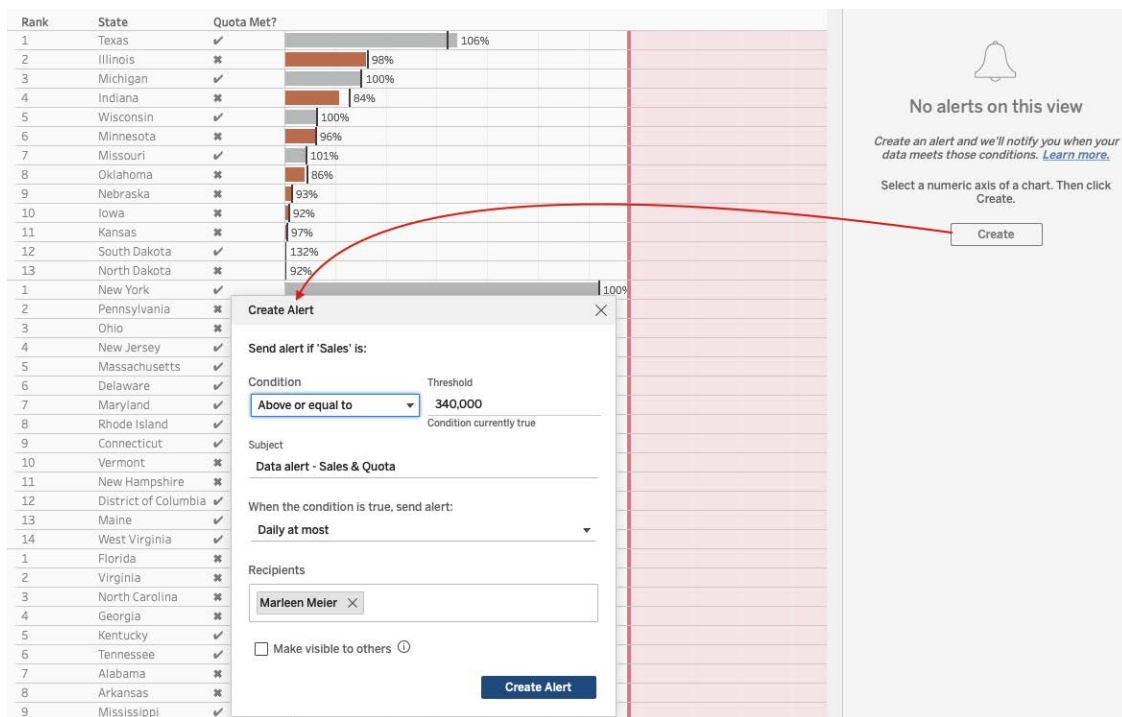 Rank State Quota Met?
1 Texas ✔ 106%
2 Illinois ✖ 98%
3 Michigan ✔ 100%
4 Indiana ✖ 84%
5 Wisconsin ✔ 100%
6 Minnesota ✖ 96%
7 Missouri ✔ 101%
8 Oklahoma ✖ 86%
9 Nebraska ✖ 93%
10 Iowa ✖ 92%
11 Kansas ✖ 97%
12 South Dakota ✔ 132%
13 North Dakota ✖ 92%
1 New York ✔ 100%
2 Pennsylvania ✖
3 Ohio ✖
4 New Jersey ✔
5 Massachusetts ✔
6 Delaware ✔
7 Maryland ✔
8 Rhode Island ✔
9 Connecticut ✔
10 Vermont ✖
11 New Hampshire ✖
12 District of Columbia ✔
13 Maine ✔
14 West Virginia ✔
1 Florida ✖
2 Virginia ✖
3 North Carolina ✖
4 Georgia ✖
5 Kentucky ✔
6 Tennessee ✔
7 Alabama ✖
8 Arkansas ✖
9 Mississippi ✔
Create Alert
Send alert if 'Sales' is:
Condition Threshold
Above or equal to 340,000
Condition currently true
Subject
Data alert - Sales & Quota
When the condition is true, send alert:
Daily at most
Recipients
Marleen Meier
Make visible to others
Create Alert
No alerts on this view
Create an alert and we'll notify you when your
data meets those conditions. Learn more.
Select a numeric axis of a chart. Then click
Create.
Create